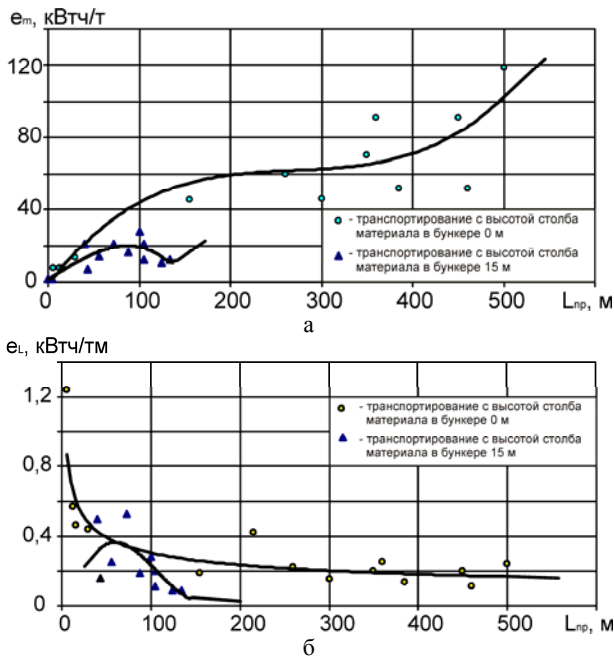 eт, кВтч/т
120
80
40
0
- транспортирование с высотой столба
материала в бункере 0 м
- транспортирование с высотой столба
материала в бункере 15 м
0 100 200 300 400 500 Lпр, м
а
eL, кВтч/тм
1,2
0,8
0,4
0
- транспортирование с высотой столба
материала в бункере 0 м
- транспортирование с высотой столба
материала в бункере 15 м
0 100 200 300 400 500 Lпр, м
б